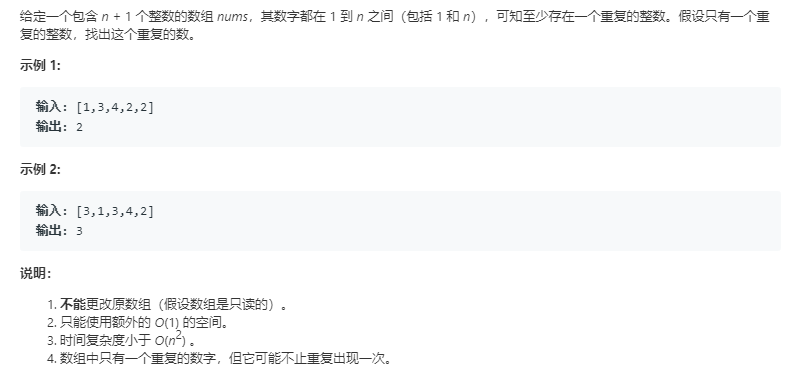 给定一个包含 n + 1 个整数的数组 nums，其数字都在 1 到 n 之间（包括 1 和 n），可知至少存在一个重复的整数。假设只有一个重
复的整数，找出这个重复的数。
示例 1:
输入: [1,3,4,2,2]
输出: 2
示例 2:
输入: [3,1,3,4,2]
输出: 3
说明：
1. 不能更改原数组（假设数组是只读的）。
2. 只能使用额外的 O(1) 的空间。
3. 时间复杂度小于 O(n²) 。
4. 数组中只有一个重复的数字，但它可能不止重复出现一次。